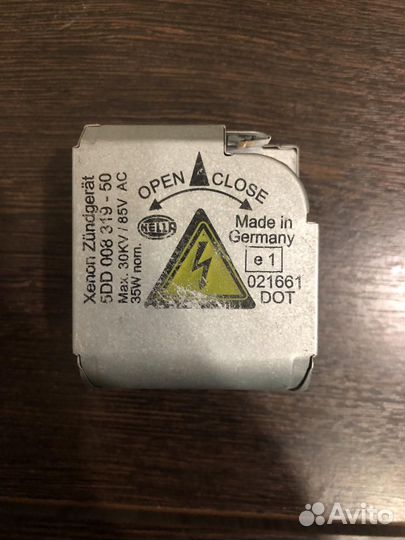 Xenon Zündgerät
5DD 008 319 - 50
Max. 30KV / 85V AC
35W nom.
OPEN CLOSE
HELLA
Made in
Germany
e 1
021661
DOT
Avito